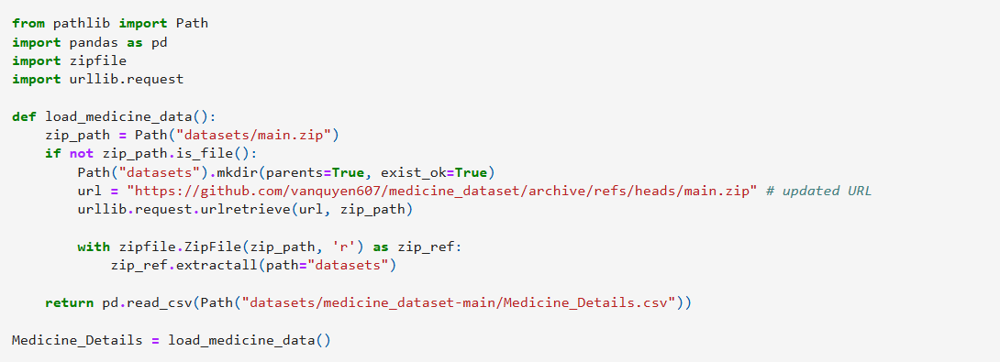 from pathlib import Path
import pandas as pd
import zipfile
import urllib.request

def load_medicine_data():
    zip_path = Path("datasets/main.zip")
    if not zip_path.is_file():
        Path("datasets").mkdir(parents=True, exist_ok=True)
        url = "https://github.com/vanquyen607/medicine_dataset/archive/refs/heads/main.zip" # updated URL
        urllib.request.urlretrieve(url, zip_path)

        with zipfile.ZipFile(zip_path, 'r') as zip_ref:
            zip_ref.extractall(path="datasets")

    return pd.read_csv(Path("datasets/medicine_dataset-main/Medicine_Details.csv"))

Medicine_Details = load_medicine_data()